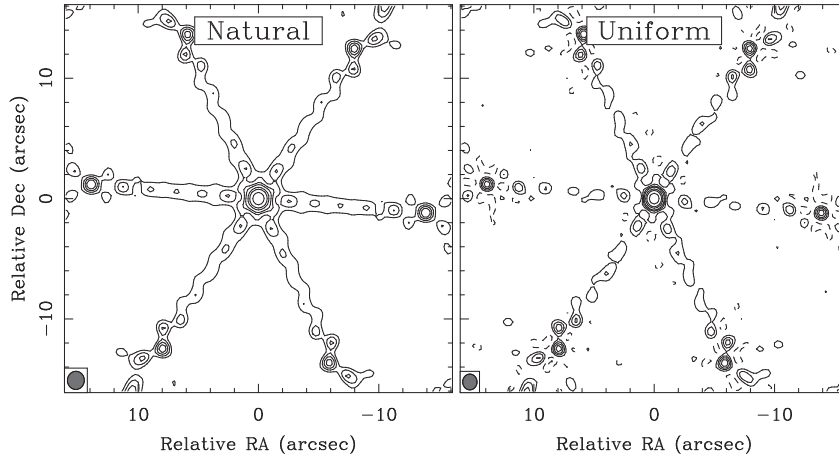 Natural
Uniform
Relative Dec (arcsec)
10
0
−10
10
0
−10
10
0
−10
Relative RA (arcsec)
Relative RA (arcsec)